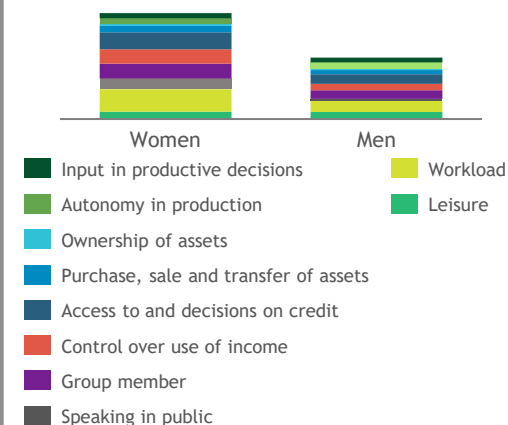 Women Men
Input in productive decisions
Workload
Autonomy in production
Leisure
Ownership of assets
Purchase, sale and transfer of assets
Access to and decisions on credit
Control over use of income
Group member
Speaking in public